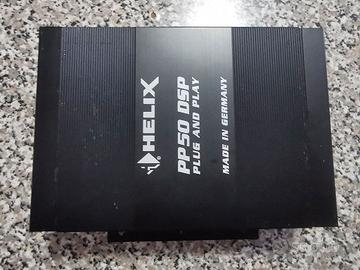 HELIX
PP50 DSP
PLUG AND PLAY
MADE IN GERMANY